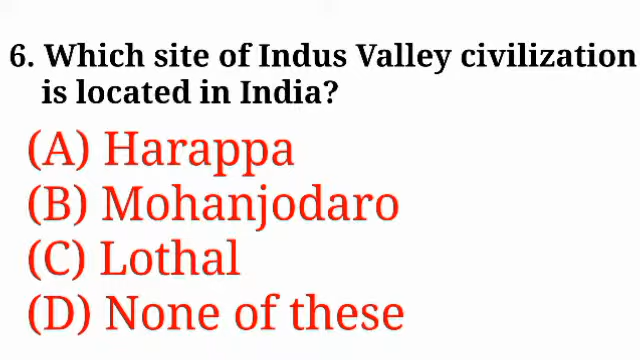 6. Which site of Indus Valley civilization
is located in India?
(A) Harappa
(B) Mohanjodaro
(C) Lothal
(D) None of these